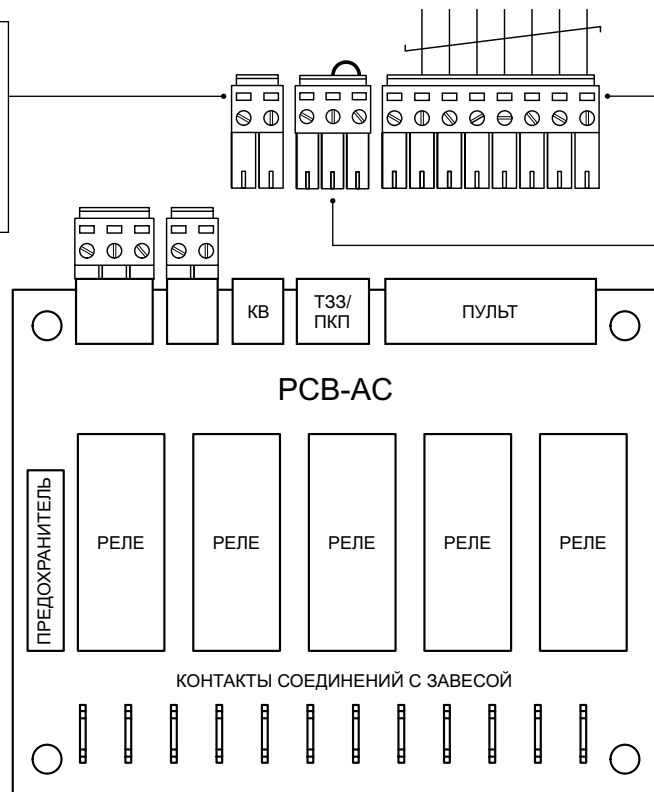 КВ
ТЗЗ/
ПКП
ПУЛЬТ
PCB-AC
ПРЕДОХРАНИТЕЛЬ
РЕЛЕ
РЕЛЕ
РЕЛЕ
РЕЛЕ
РЕЛЕ
КОНТАКТЫ СОЕДИНЕНИЙ С ЗАВЕСОЙ